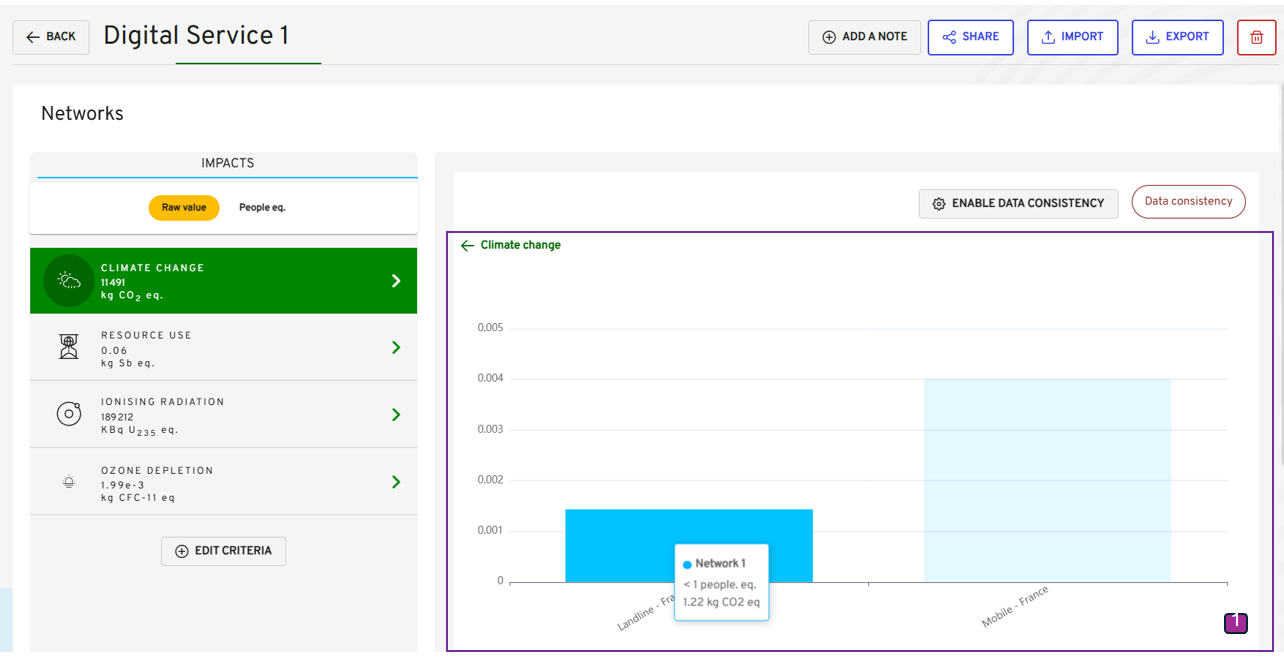 BACK
Digital Service 1
ADD A NOTE
SHARE
IMPORT
EXPORT
Networks
IMPACTS
Raw value
People eq.
CLIMATE CHANGE
11491
kg CO2 eq.
RESOURCE USE
0.06
kg Sb eq.
IONISING RADIATION
189212
KBq U235 eq.
OZONE DEPLETION
1.99e-3
kg CFC-11 eq
EDIT CRITERIA
ENABLE DATA CONSISTENCY
Data consistency
Climate change
0.005
0.004
0.003
0.002
0.001
0
Network 1
< 1 people. eq.
1.22 kg CO2 eq
Landline - Fra
Mobile - France
1